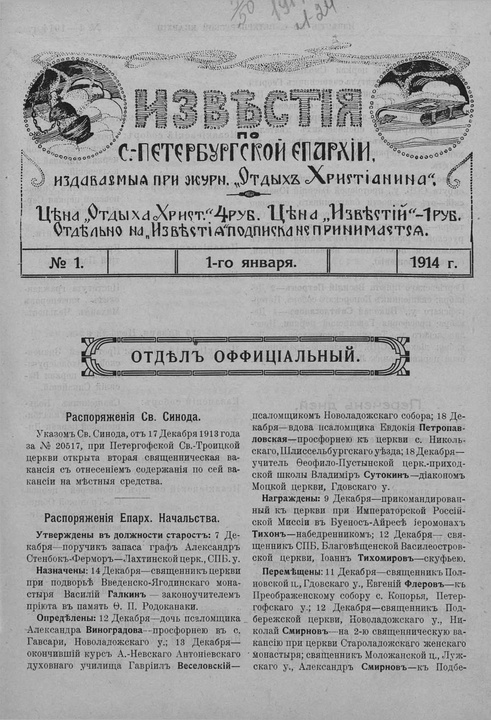 ИЗВѢСТІЯ
ПО
С.-ПЕТЕРБУРГСКОЙ ЕПАРХІИ,
ИЗДАВАЕМЫЯ ПРИ ЖУРН. „ОТДЫХЪ ХРИСТІАНИНА“.
ЦѢНА „ОТДЫХА ХРИСТ.“ 4 РУБ. ЦѢНА „ИЗВѢСТІЙ“–1 РУБ.
ОТДѢЛЬНО НА „ИЗВѢСТІЯ“ ПОДПИСКА НЕ ПРИНИМАЕТСЯ.
№ 1.
1-го января.
1914 г.
ОТДѢЛЪ ОФФИЦІАЛЬНЫЙ.
Распоряженія Св. Синода.
Указомъ Св. Синода, отъ 17 Декабря 1913 года
за № 20517, при Петергофской Св.-Троицкой
церкви открыта вторая священническая ва-
кансія съ отнесеніемъ содержанія по сей ва-
кансіи на мѣстныя средства.
Распоряженія Епарх. Начальства.
Утверждены въ должности старостъ: 7 Де-
кабря—поручикъ запаса графъ Александръ
Стенбокъ-Ферморъ—Лахтинской церк., СПБ. у.
Назначены: 14 Декабря—священникъ церкви
при подворьѣ Введенско-Ягодинскаго мона-
стыря Василій Галкинъ — законоучителемъ
пріюта въ память Ѳ. П. Родоканаки.
Опредѣлены: 12 Декабря—дочь псаломщика
Александра Виноградова—просфорнею въ с.
Гавсари, Новоладожскаго у.; 13 Декабря—
окончившій курсъ А.-Невскаго Антоніевскаго
духовнаго училища Гавріилъ Веселовскій—
псаломщикомъ Новоладожскаго собора; 18 Де-
кабря—вдова псаломщика Евдокія Петропав-
ловская—просфорнею къ церкви с. Николь-
скаго, Шлиссельбургскаго уѣзда; 18 Декабря—
учитель Ѳеофило-Пустынской церк.-приход-
ской школы Владиміръ Сутокинъ—діакономъ
Моцкой церкви, Гдовскаго у.
Награждены: 9 Декабря—прикомандирован-
ный къ церкви при Императорской Россій-
ской Миссіи въ Буеносъ-Айресѣ іеромонахъ
Тихонъ—набедренникомъ; 12 Декабря— свя-
щенникъ СПБ. Благовѣщенской Василеостров-
ской церкви, Іоаннъ Тихомировъ—скуфьею.
Перемѣщены: 11 Декабря—священникъ Пол-
новской ц., Гдовскаго у., Евгеній Флеровъ—къ
Преображенскому собору с. Копорья, Петер-
гофскаго у.; 12 Декабря—священникъ Под-
бережской церкви, Новоладожскаго у., Ни-
колай Смирновъ—на 2-ю священническую ва-
кансію при церкви Староладожскаго женскаго
монастыря; священникъ Моложанской ц., Луж-
скаго у., Александръ Смирновъ—къ Подбе-